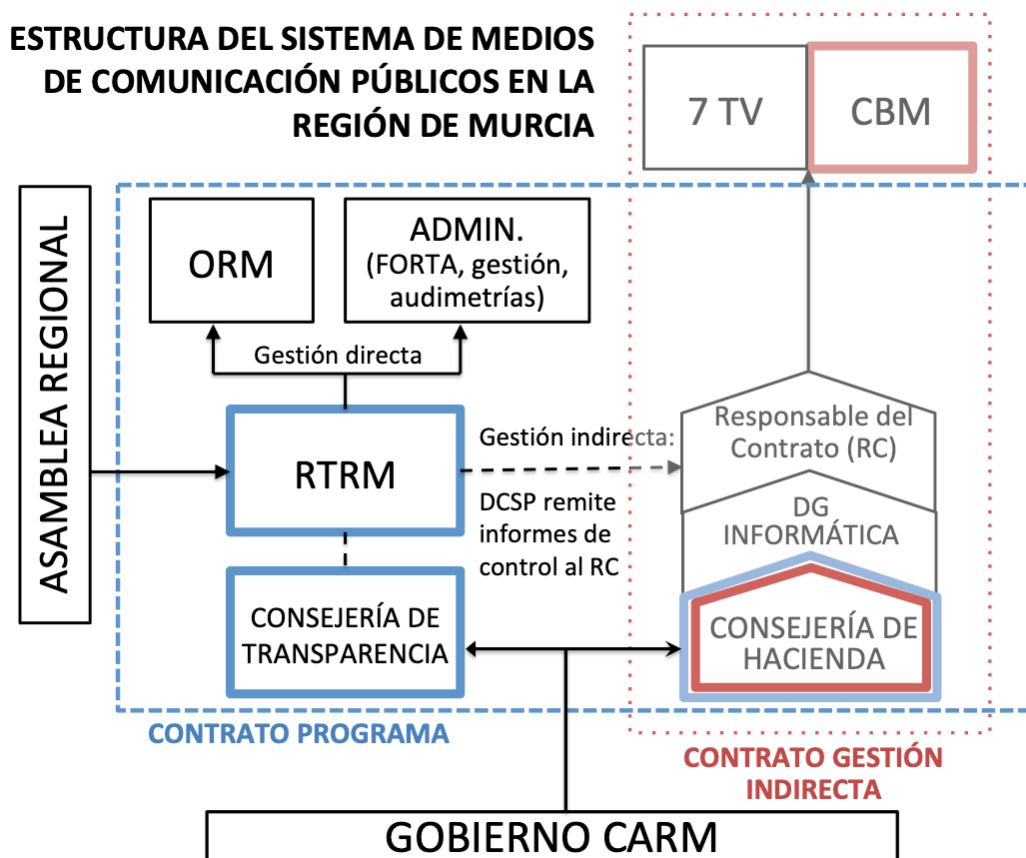 ESTRUCTURA DEL SISTEMA DE MEDIOS
DE COMUNICACIÓN PÚBLICOS EN LA
REGIÓN DE MURCIA
7 TV
CBM
ASAMBLEA REGIONAL
ORM
ADMIN.
(FORTA, gestión,
audimetrías)
Gestión directa
RTRM
Gestión indirecta:
DCSP remite
informes de
control al RC
Responsable del
Contrato (RC)
DG
INFORMÁTICA
CONSEJERÍA DE
TRANSPARENCIA
CONSEJERÍA DE
HACIENDA
CONTRATO PROGRAMA
CONTRATO GESTIÓN
INDIRECTA
GOBIERNO CARM